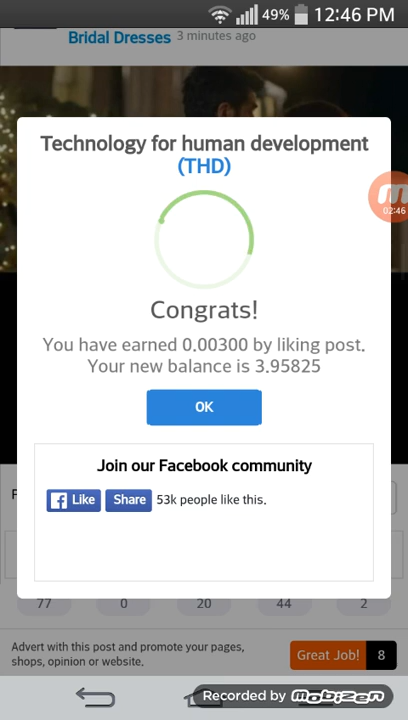 49% 12:46 PM
Bridal Dresses 3 minutes ago
Technology for human development
(THD)
02:46
Congrats!
You have earned 0.00300 by liking post.
Your new balance is 3.95825
OK
Join our Facebook community
Like Share 53k people like this.
77 0 20 44 2
Advert with this post and promote your pages,
shops, opinion or website.
Great Job! 8
Recorded by mobizen